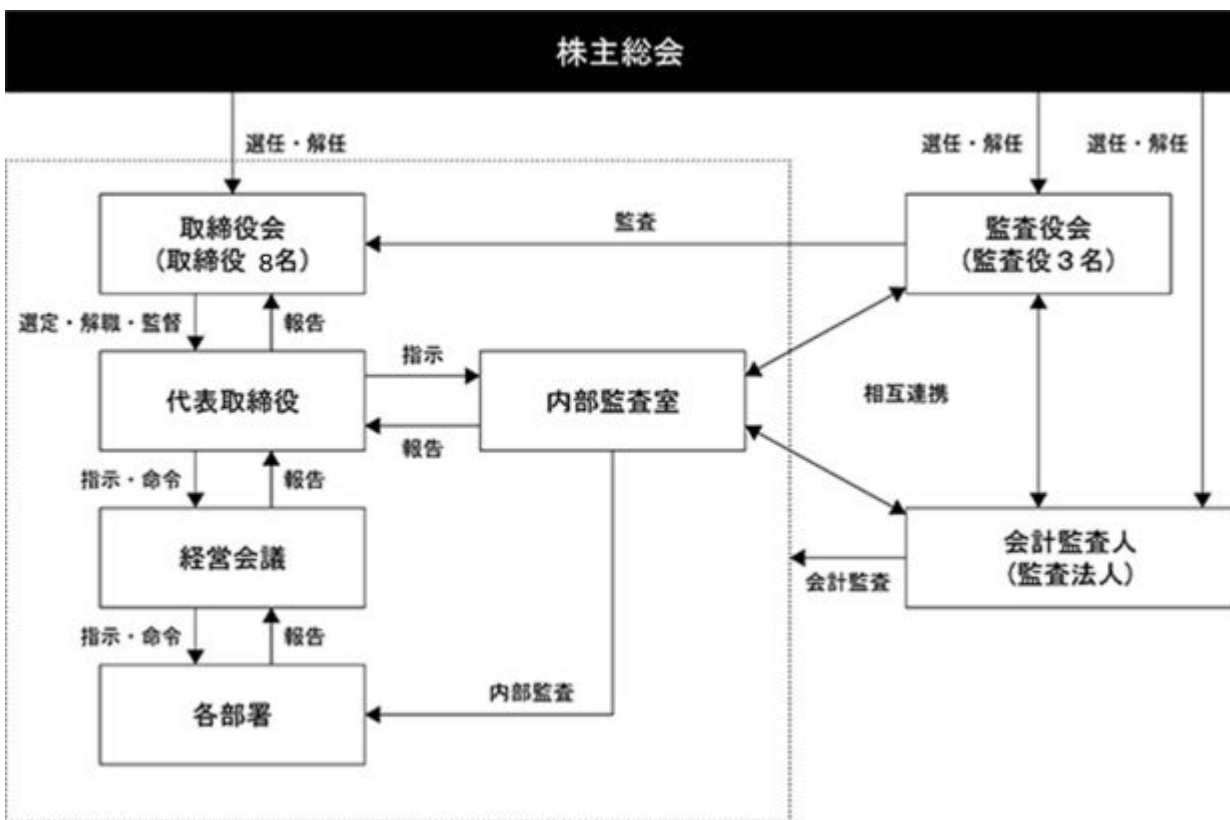 株主総会
選任・解任
選任・解任
選任・解任
取締役会
（取締役 8名）
監査
監査役会
（監査役３名）
選定・解職・監督
報告
代表取締役
指示
報告
内部監査室
相互連携
指示・命令
報告
経営会議
会計監査人
（監査法人）
会計監査
指示・命令
報告
各部署
内部監査